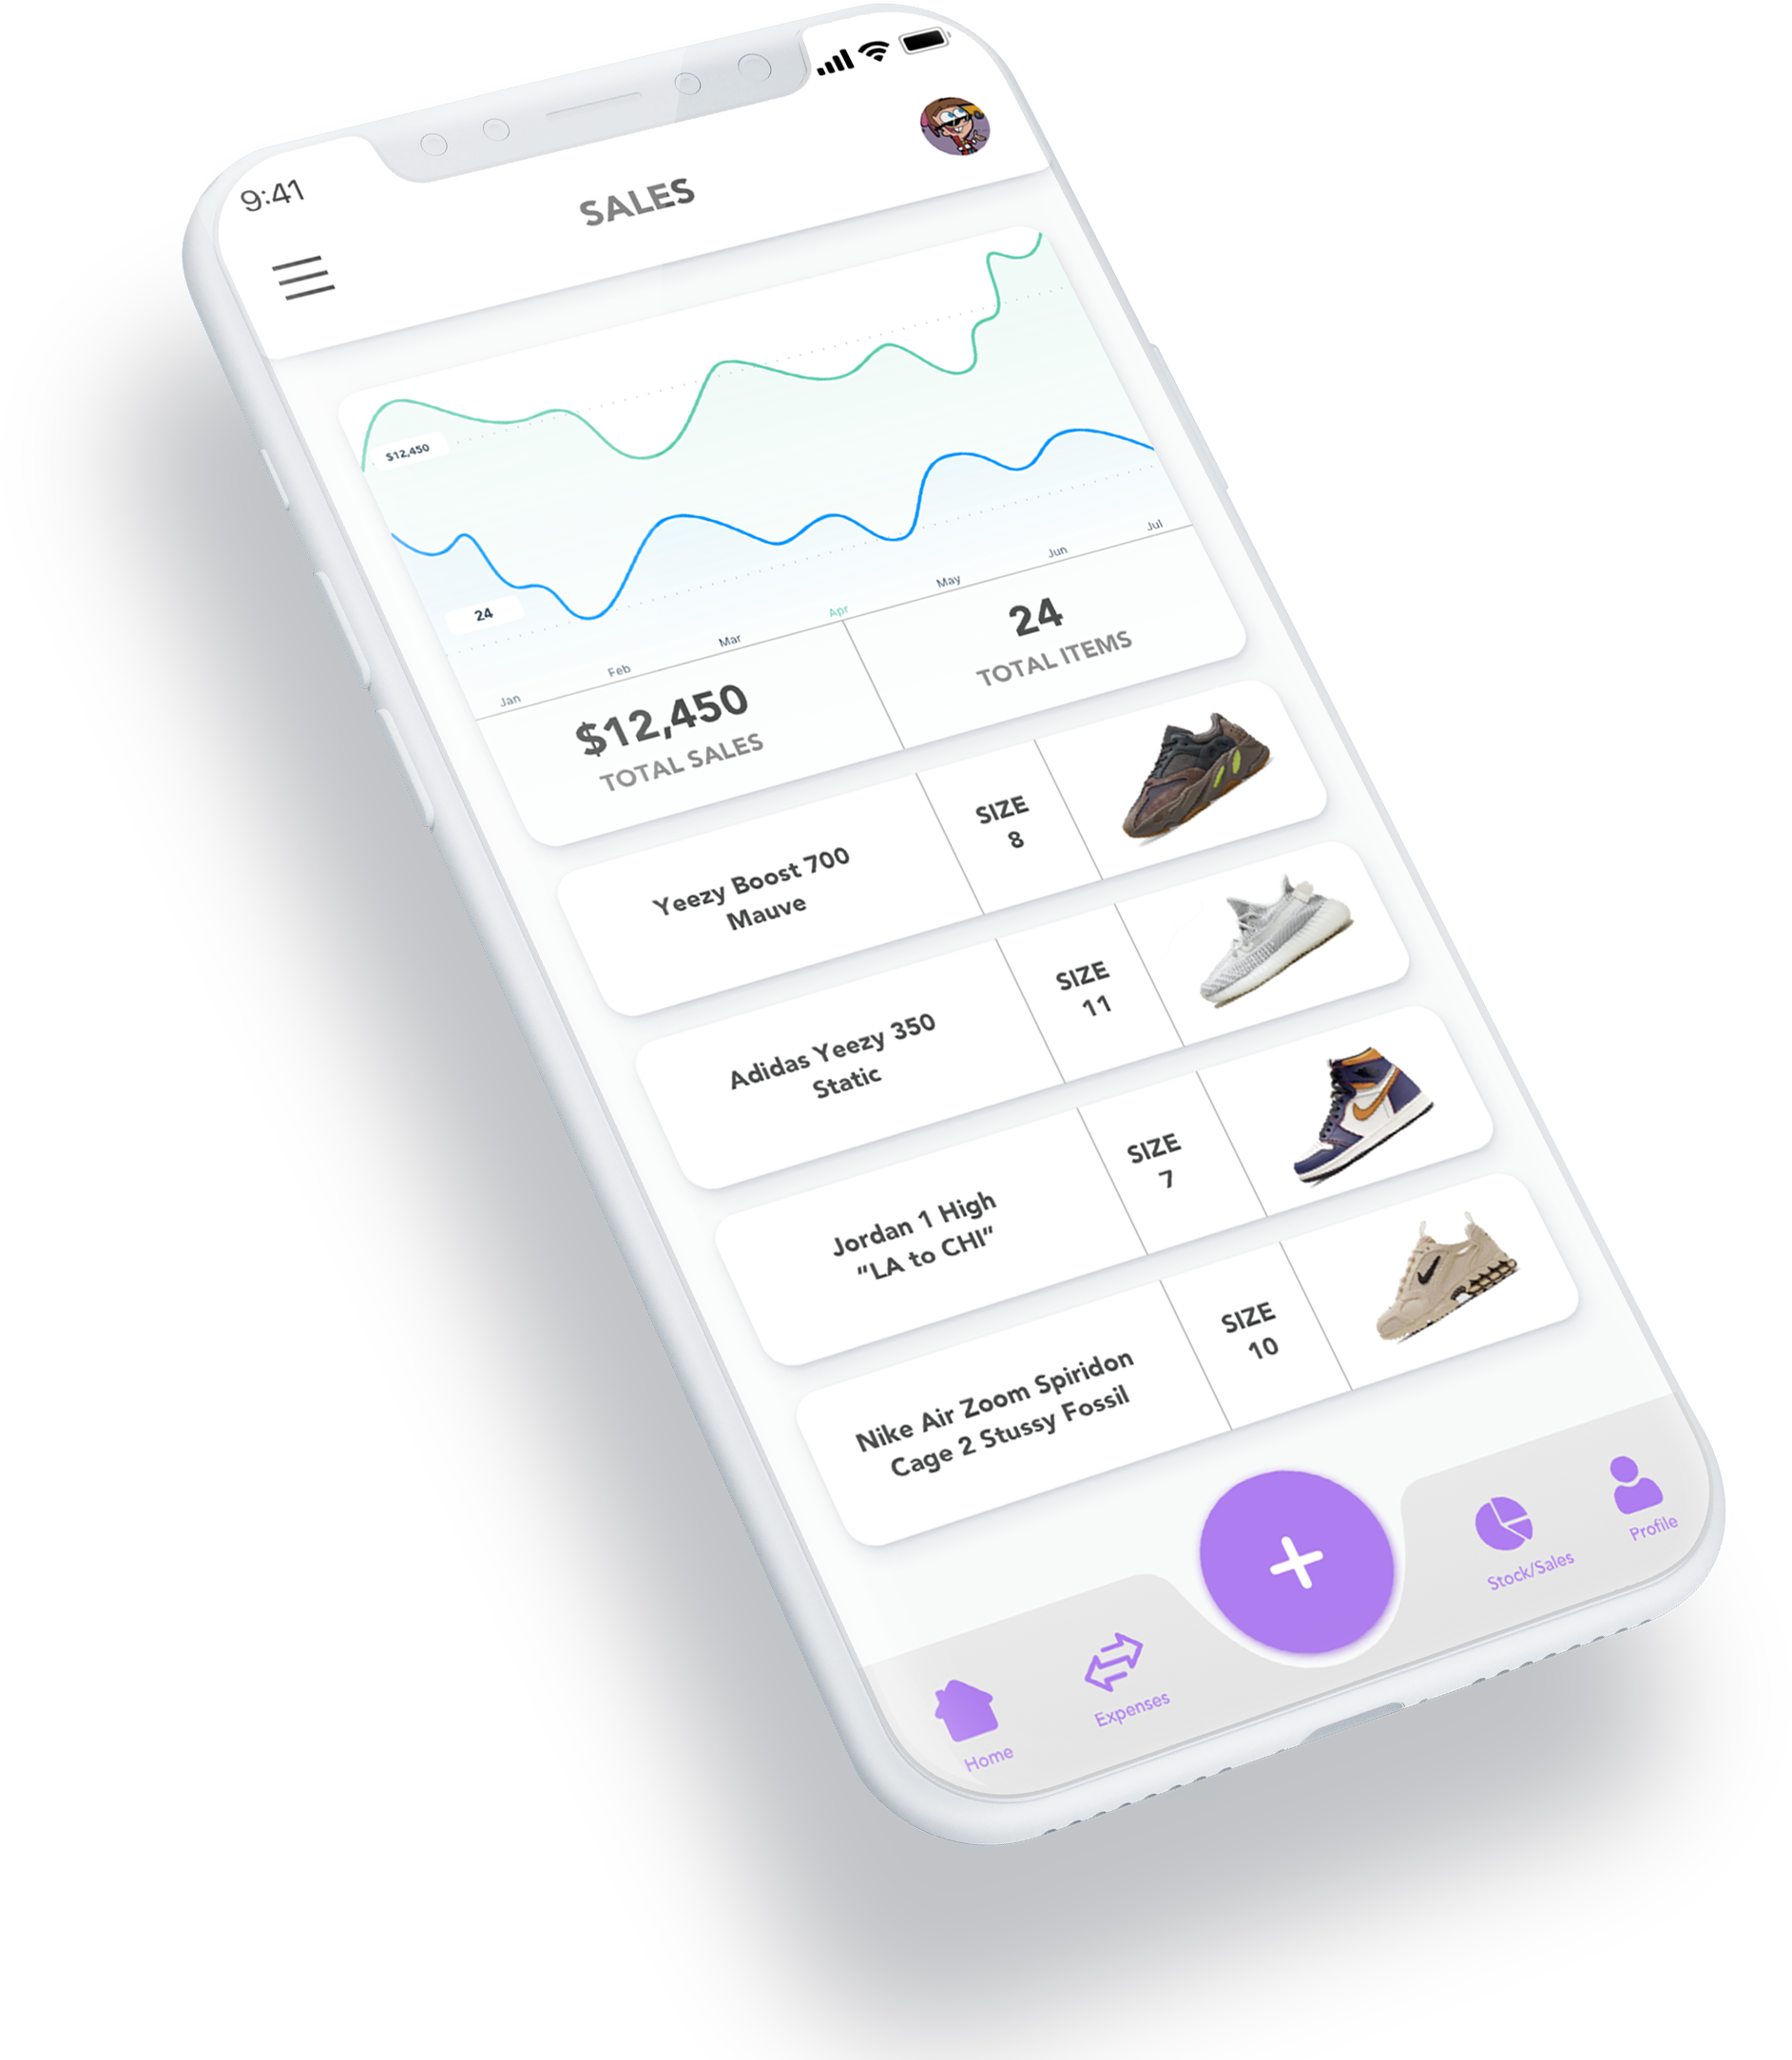 9:41
SALES
$12,450
24
Jan
Feb
Mar
Apr
May
Jun
Jul
$12,450
TOTAL SALES
24
TOTAL ITEMS
Yeezy Boost 700
Mauve
SIZE
8
Adidas Yeezy 350
Static
SIZE
11
Jordan 1 High
“LA to CHI”
SIZE
7
Nike Air Zoom Spiridon
Cage 2 Stussy Fossil
SIZE
10
Home
Expenses
Stock/Sales
Profile